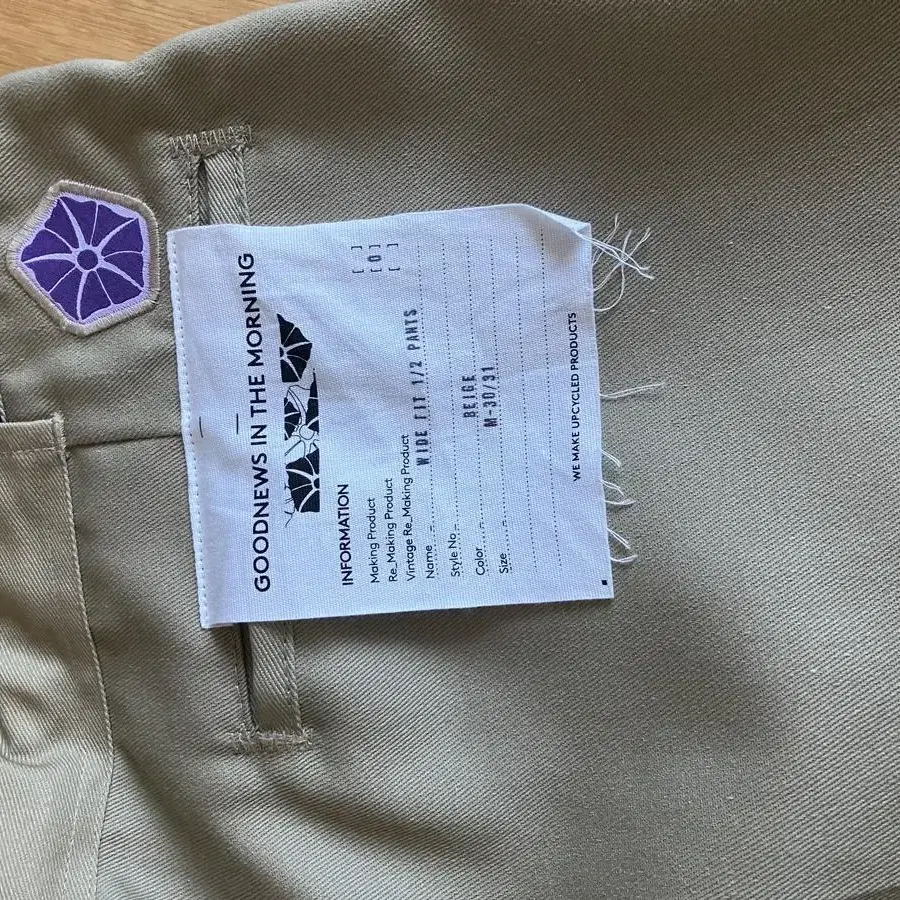 GOODNEWS IN THE MORNING
INFORMATION
Making Product [ ]
Re_Making Product [0]
Vintage Re_Making Product [ ]
Name - WIDE FIT 1/2 PANTS
Style No -
Color - BEIGE
Size - M-30/31
WE MAKE UPCYCLED PRODUCTS